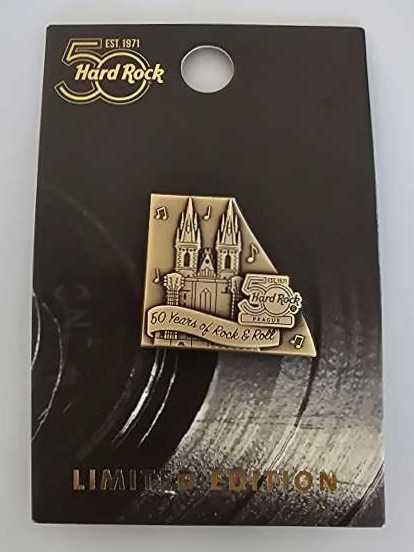 EST. 1971
50
Hard Rock
EST. 1971
50
Hard Rock
PRAGUE
50 Years of Rock & Roll
LIMITED EDITION